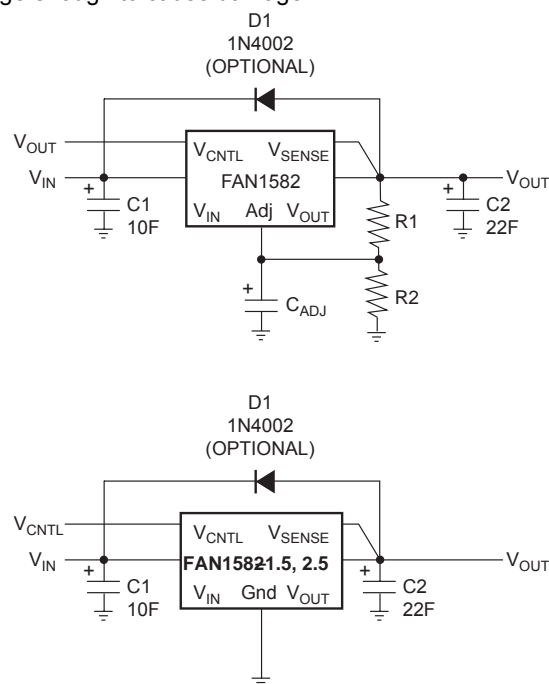 D1
1N4002
(OPTIONAL)
VOUT
VCNTL VSENSE
VIN
FAN1582
VOUT
+
C1
10F
VIN Adj VOUT
R1
+
C2
22F
+
CADJ
R2
D1
1N4002
(OPTIONAL)
VCNTL
VCNTL VSENSE
VIN
FAN1582-1.5, 2.5
VOUT
+
C1
10F
VIN Gnd VOUT
+
C2
22F